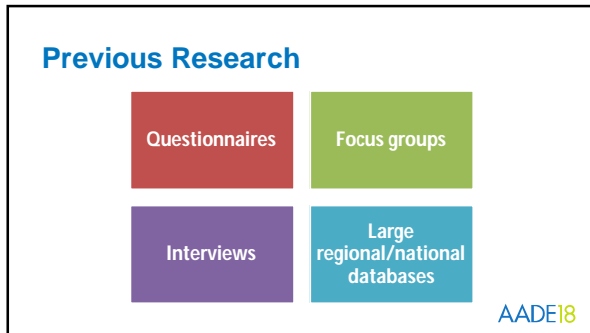 Previous Research
Questionnaires
Focus groups
Interviews
Large
regional/national
databases
AADE18